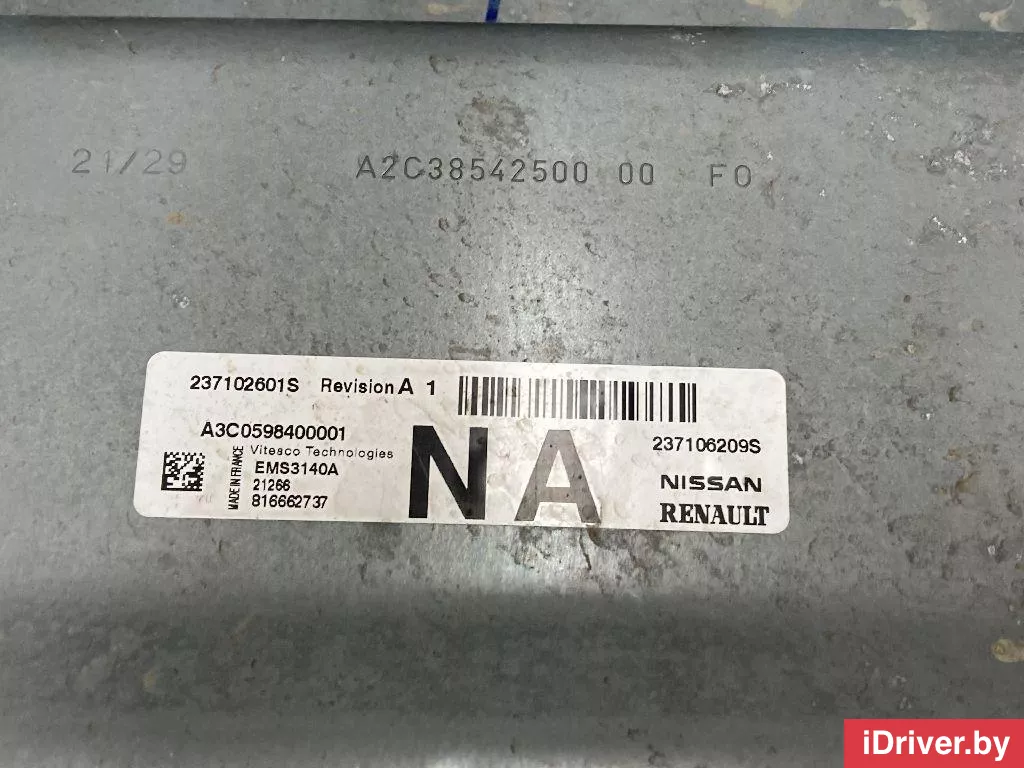 21/29 A2C38542500 00 F0
237102601S Revision A 1
A3C0598400001
Vitesco Technologies
EMS3140A
21266
816662737
MADE IN FRANCE
NA
237106209S
NISSAN
RENAULT
iDriver.by